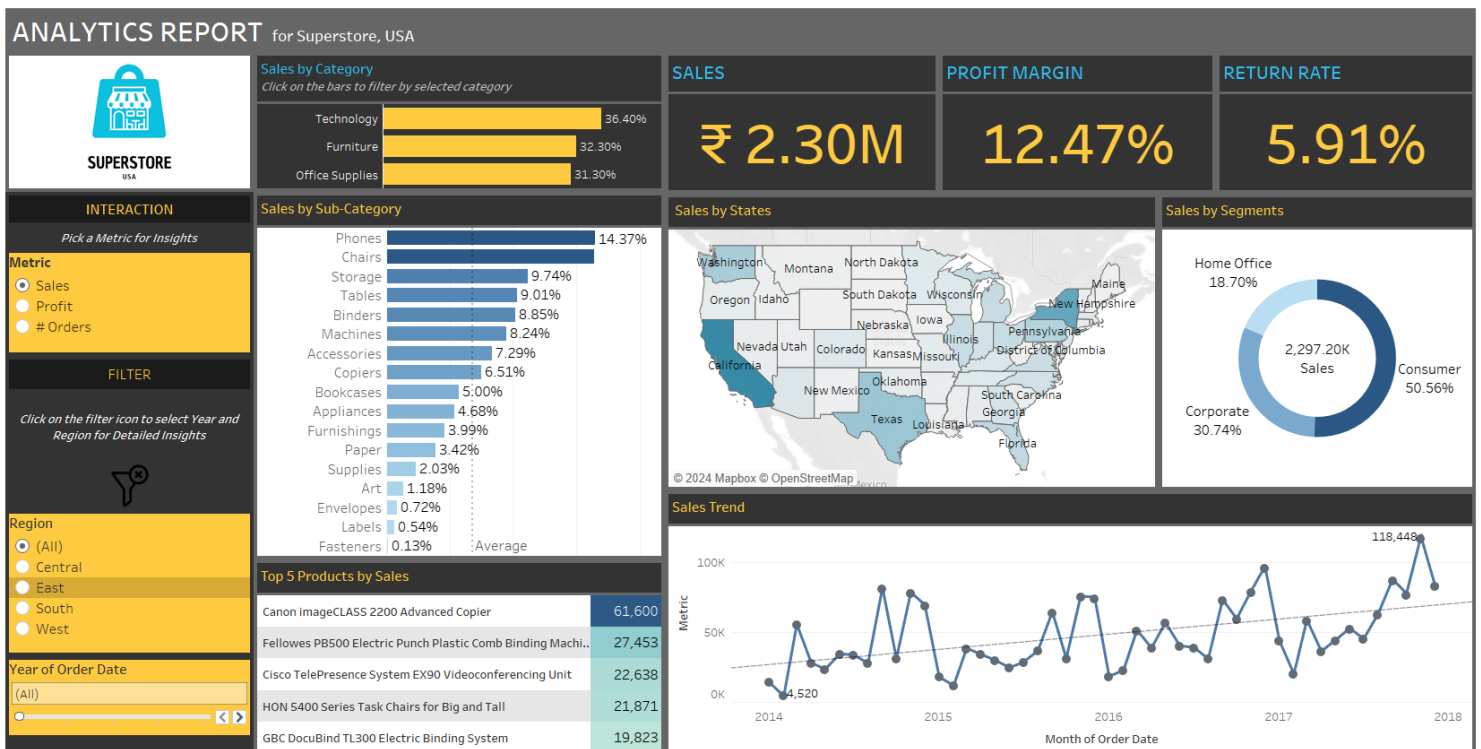 ANALYTICS REPORT for Superstore, USA
SUPERSTORE
USA
INTERACTION
Pick a Metric for Insights
Metric
Sales
Profit
# Orders
FILTER
Click on the filter icon to select Year and
Region for Detailed Insights
Region
(All)
Central
East
South
West
Year of Order Date
(All)
Sales by Category
Click on the bars to filter by selected category
Technology 36.40%
Furniture 32.30%
Office Supplies 31.30%
SALES
₹ 2.30M
PROFIT MARGIN
12.47%
RETURN RATE
5.91%
Sales by Sub-Category
Phones 14.37%
Chairs
Storage 9.74%
Tables 9.01%
Binders 8.85%
Machines 8.24%
Accessories 7.29%
Copiers 6.51%
Bookcases 5.00%
Appliances 4.68%
Furnishings 3.99%
Paper 3.42%
Supplies 2.03%
Art 1.18%
Envelopes 0.72%
Labels 0.54%
Fasteners 0.13% Average
Top 5 Products by Sales
Canon imageCLASS 2200 Advanced Copier 61,600
Fellowes PB500 Electric Punch Plastic Comb Binding Machi.. 27,453
Cisco TelePresence System EX90 Videoconferencing Unit 22,638
HON 5400 Series Task Chairs for Big and Tall 21,871
GBC DocuBind TL300 Electric Binding System 19,823
Sales by States
Washington
Montana
North Dakota
Maine
Oregon
Idaho
South Dakota
Wisconsin
New Hampshire
Nebraska
Iowa
Pennsylvania
Nevada
Utah
Colorado
Kansas
Missouri
Illinois
District of Columbia
California
New Mexico
Oklahoma
South Carolina
Texas
Louisiana
Georgia
Florida
Mexico
© 2024 Mapbox © OpenStreetMap
Sales by Segments
Home Office
18.70%
2,297.20K
Sales
Consumer
50.56%
Corporate
30.74%
Sales Trend
118,448
100K
50K
0K
4,520
Metric
2014
2015
2016
2017
2018
Month of Order Date